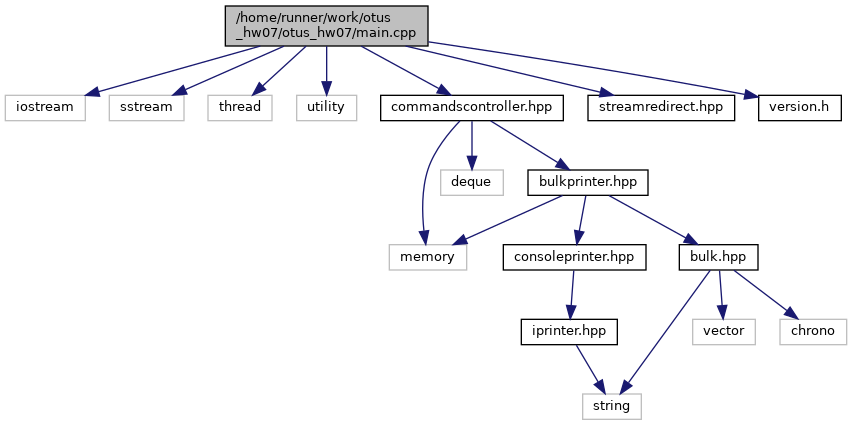 /home/runner/work/otus
_hw07/otus_hw07/main.cpp
iostream
sstream
thread
utility
commandscontroller.hpp
streamredirect.hpp
version.h
deque
bulkprinter.hpp
memory
consoleprinter.hpp
bulk.hpp
iprinter.hpp
vector
chrono
string